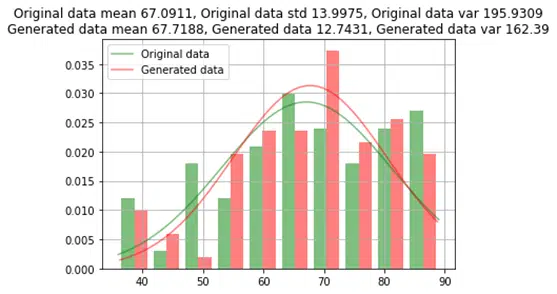 Original data mean 67.0911, Original data std 13.9975, Original data var 195.9309
Generated data mean 67.7188, Generated data 12.7431, Generated data var 162.39
Original data
Generated data
0.035
0.030
0.025
0.020
0.015
0.010
0.005
0.000
40 50 60 70 80 90